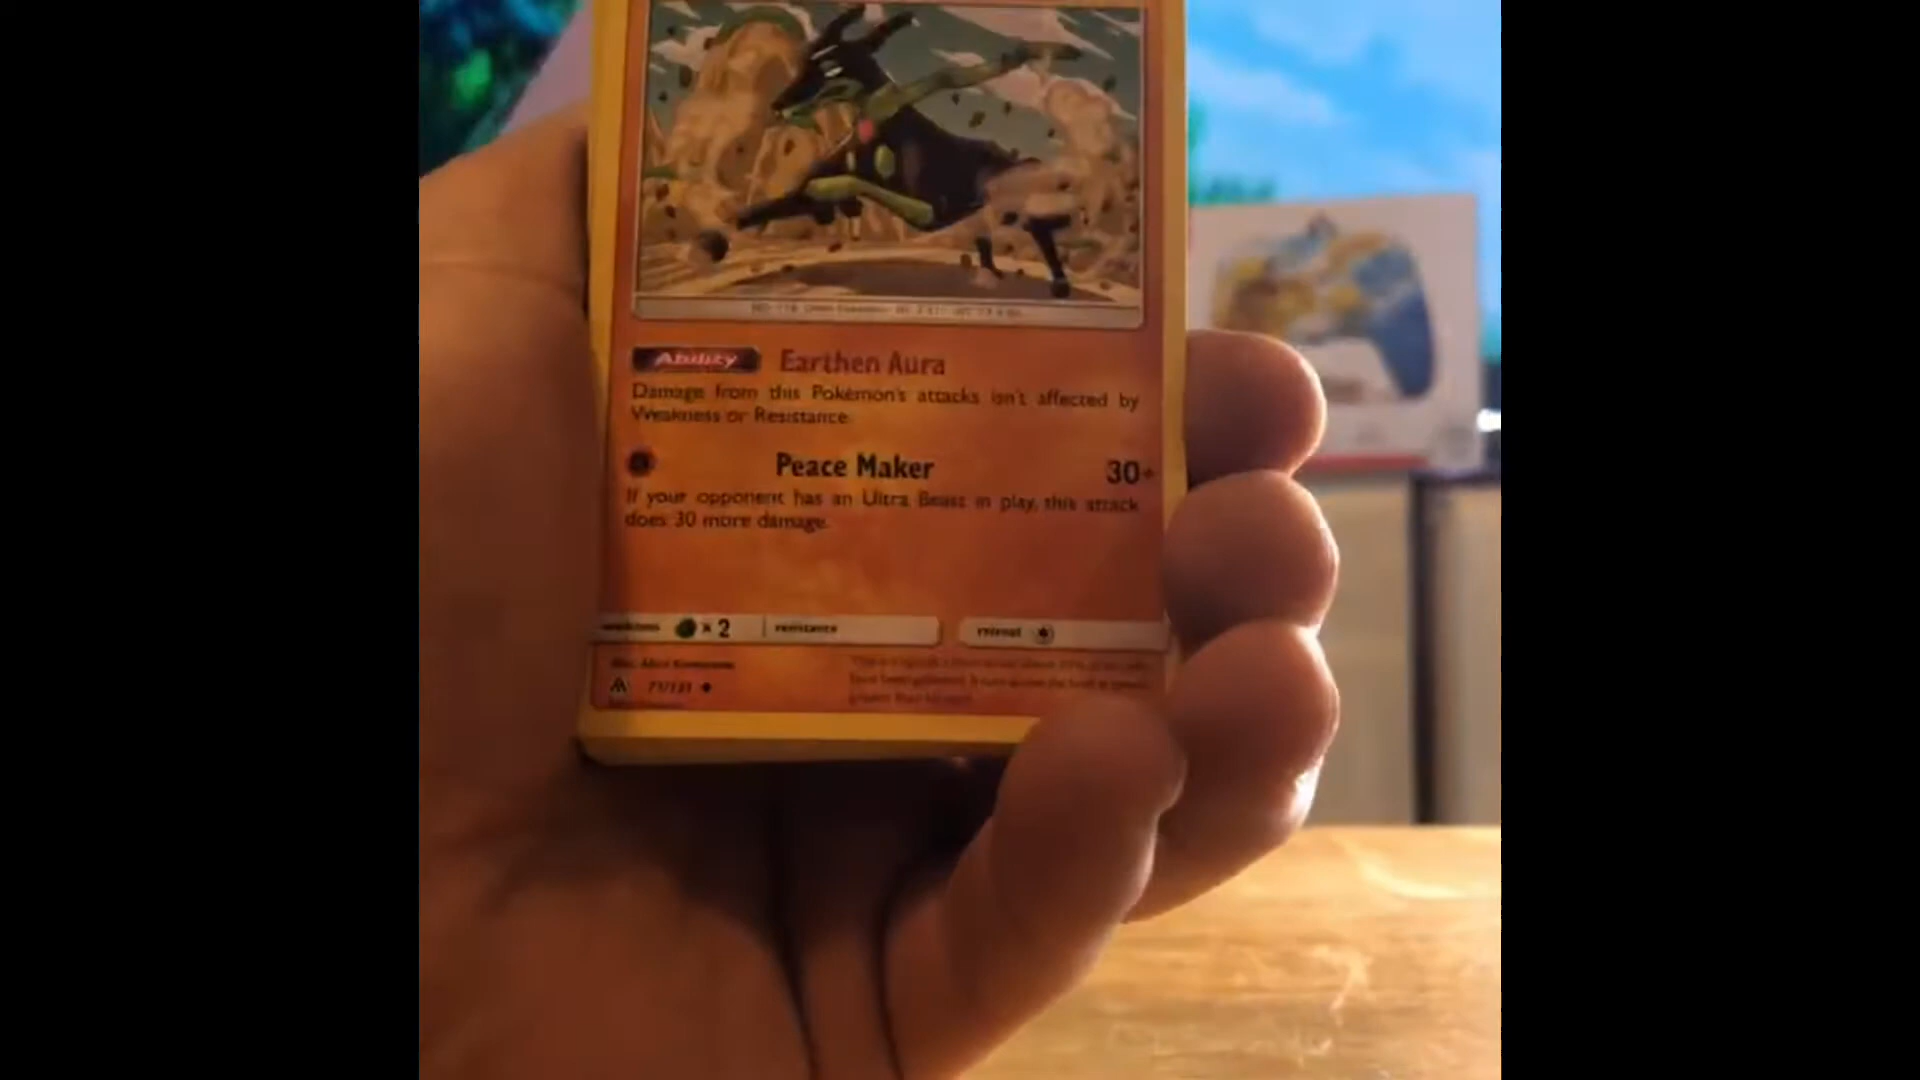 Ability Earthen Aura
Damage from this Pokémon's attacks isn't affected by
Weakness or Resistance.
Peace Maker 30+
If your opponent has an Ultra Beast in play, this attack
does 30 more damage.
weakness ×2 resistance retreat